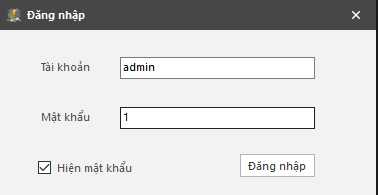 Đăng nhập
Tài khoản admin
Mật khẩu 1
Hiện mật khẩu Đăng nhập